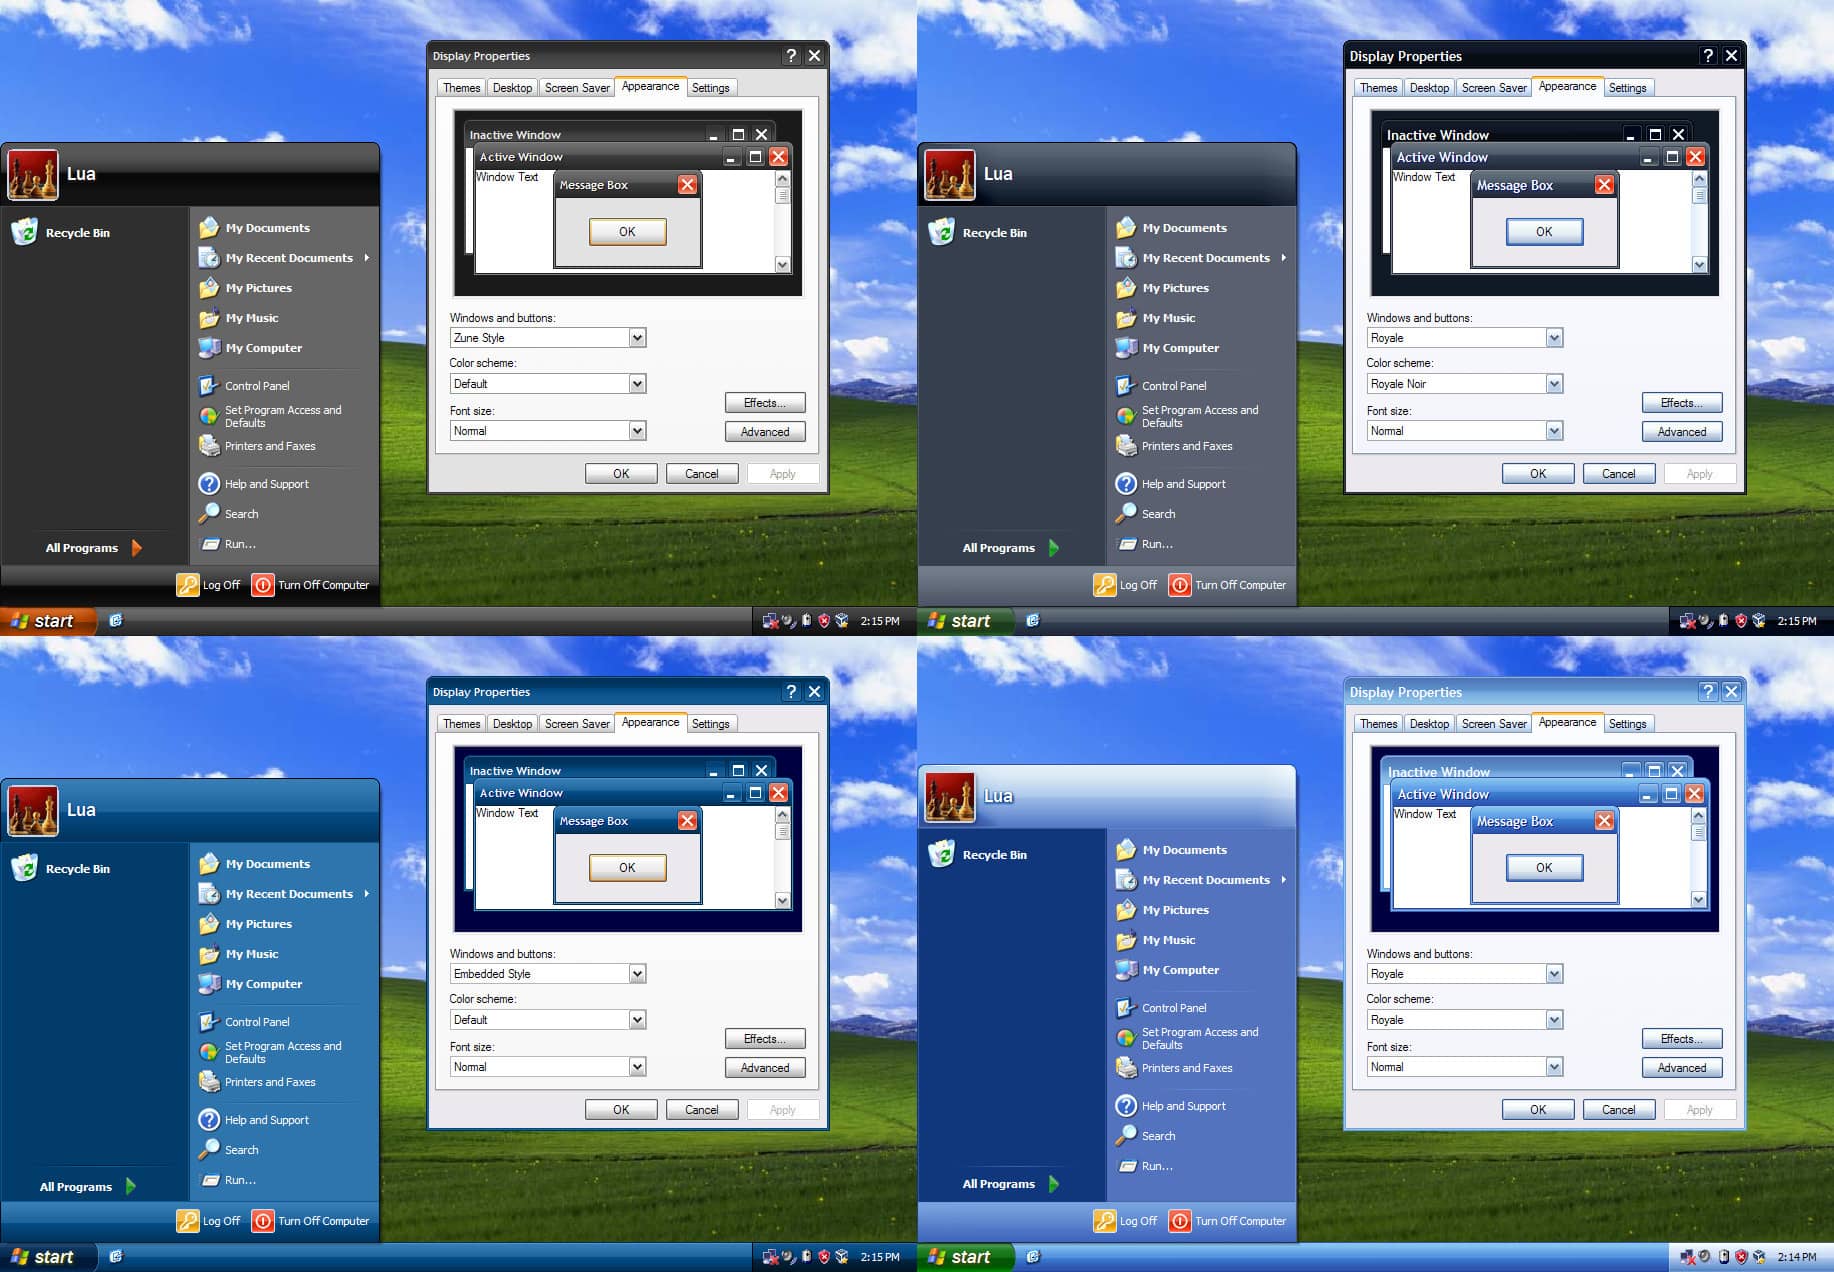 Display Properties
Themes Desktop Screen Saver Appearance Settings
Inactive Window
Active Window
Window Text
Message Box
OK
Windows and buttons:
Zune Style
Color scheme:
Default
Font size:
Normal
Effects...
Advanced
OK Cancel Apply
Lua
Recycle Bin
My Documents
My Recent Documents
My Pictures
My Music
My Computer
Control Panel
Set Program Access and
Defaults
Printers and Faxes
Help and Support
Search
Run...
All Programs
Log Off Turn Off Computer
start
2:15 PM
Display Properties
Themes Desktop Screen Saver Appearance Settings
Inactive Window
Active Window
Window Text
Message Box
OK
Windows and buttons:
Royale
Color scheme:
Royale Noir
Font size:
Normal
Effects...
Advanced
OK Cancel Apply
Lua
Recycle Bin
My Documents
My Recent Documents
My Pictures
My Music
My Computer
Control Panel
Set Program Access and
Defaults
Printers and Faxes
Help and Support
Search
Run...
All Programs
Log Off Turn Off Computer
start
2:15 PM
Display Properties
Themes Desktop Screen Saver Appearance Settings
Inactive Window
Active Window
Window Text
Message Box
OK
Windows and buttons:
Embedded Style
Color scheme:
Default
Font size:
Normal
Effects...
Advanced
OK Cancel Apply
Lua
Recycle Bin
My Documents
My Recent Documents
My Pictures
My Music
My Computer
Control Panel
Set Program Access and
Defaults
Printers and Faxes
Help and Support
Search
Run...
All Programs
Log Off Turn Off Computer
start
2:15 PM
Display Properties
Themes Desktop Screen Saver Appearance Settings
Inactive Window
Active Window
Window Text
Message Box
OK
Windows and buttons:
Royale
Color scheme:
Royale
Font size:
Normal
Effects...
Advanced
OK Cancel Apply
Lua
Recycle Bin
My Documents
My Recent Documents
My Pictures
My Music
My Computer
Control Panel
Set Program Access and
Defaults
Printers and Faxes
Help and Support
Search
Run...
All Programs
Log Off Turn Off Computer
start
2:14 PM